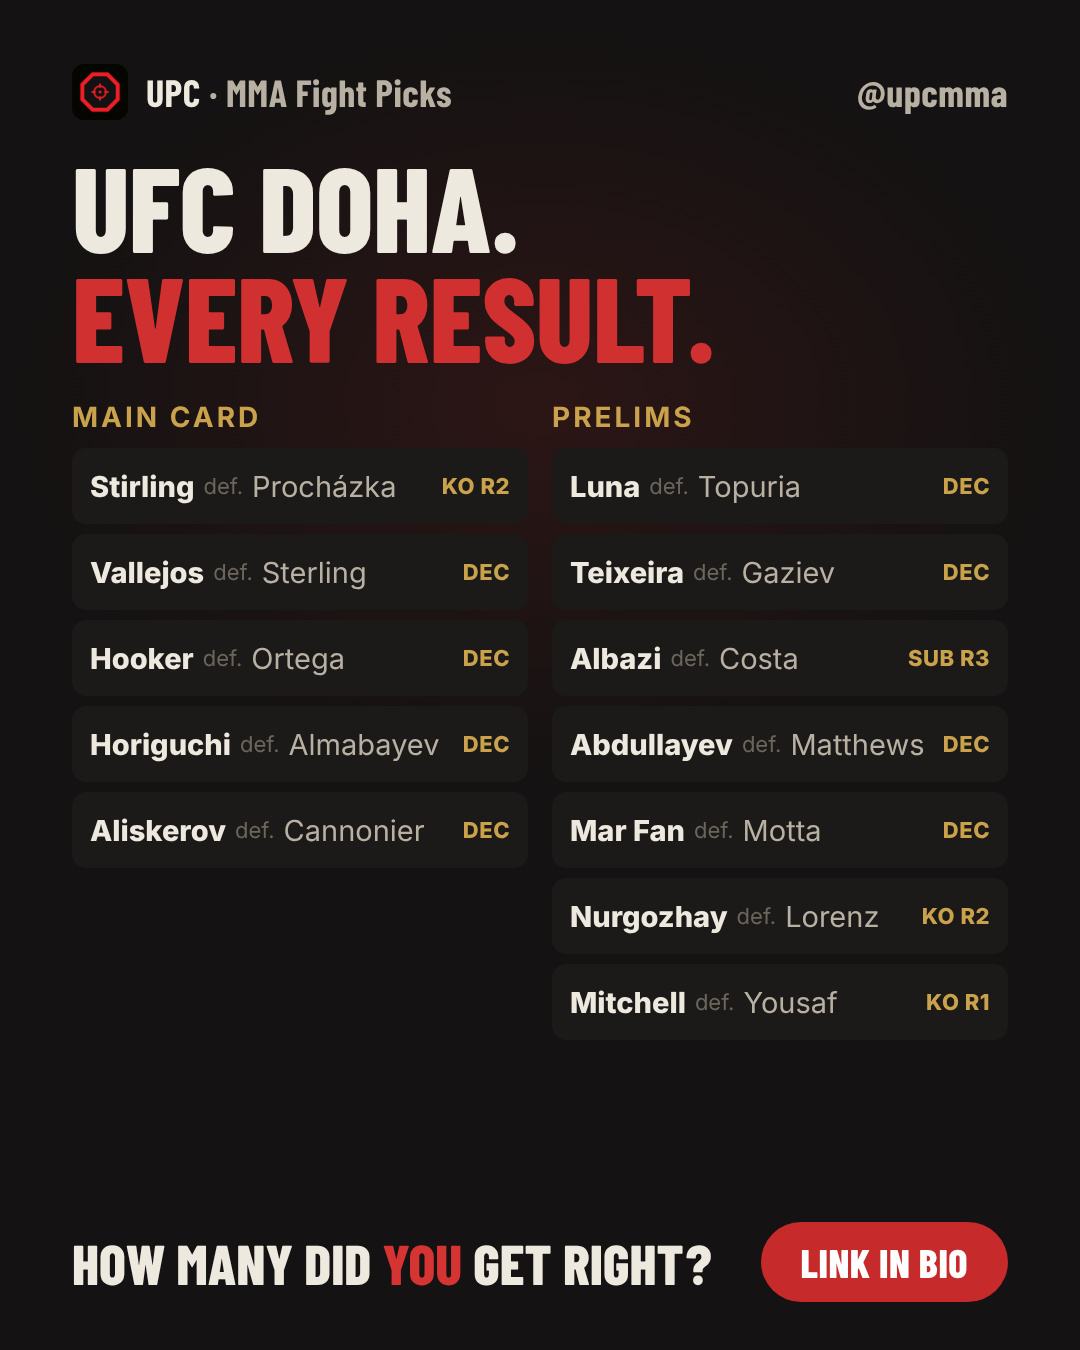 UPC · MMA Fight Picks
@upcmma
UFC DOHA.
EVERY RESULT.
MAIN CARD
Stirling def. Procházka KO R2
Vallejos def. Sterling DEC
Hooker def. Ortega DEC
Horiguchi def. Almabayev DEC
Aliskerov def. Cannonier DEC
PRELIMS
Luna def. Topuria DEC
Teixeira def. Gaziev DEC
Albazi def. Costa SUB R3
Abdullayev def. Matthews DEC
Mar Fan def. Motta DEC
Nurgozhay def. Lorenz KO R2
Mitchell def. Yousaf KO R1
HOW MANY DID YOU GET RIGHT?
LINK IN BIO